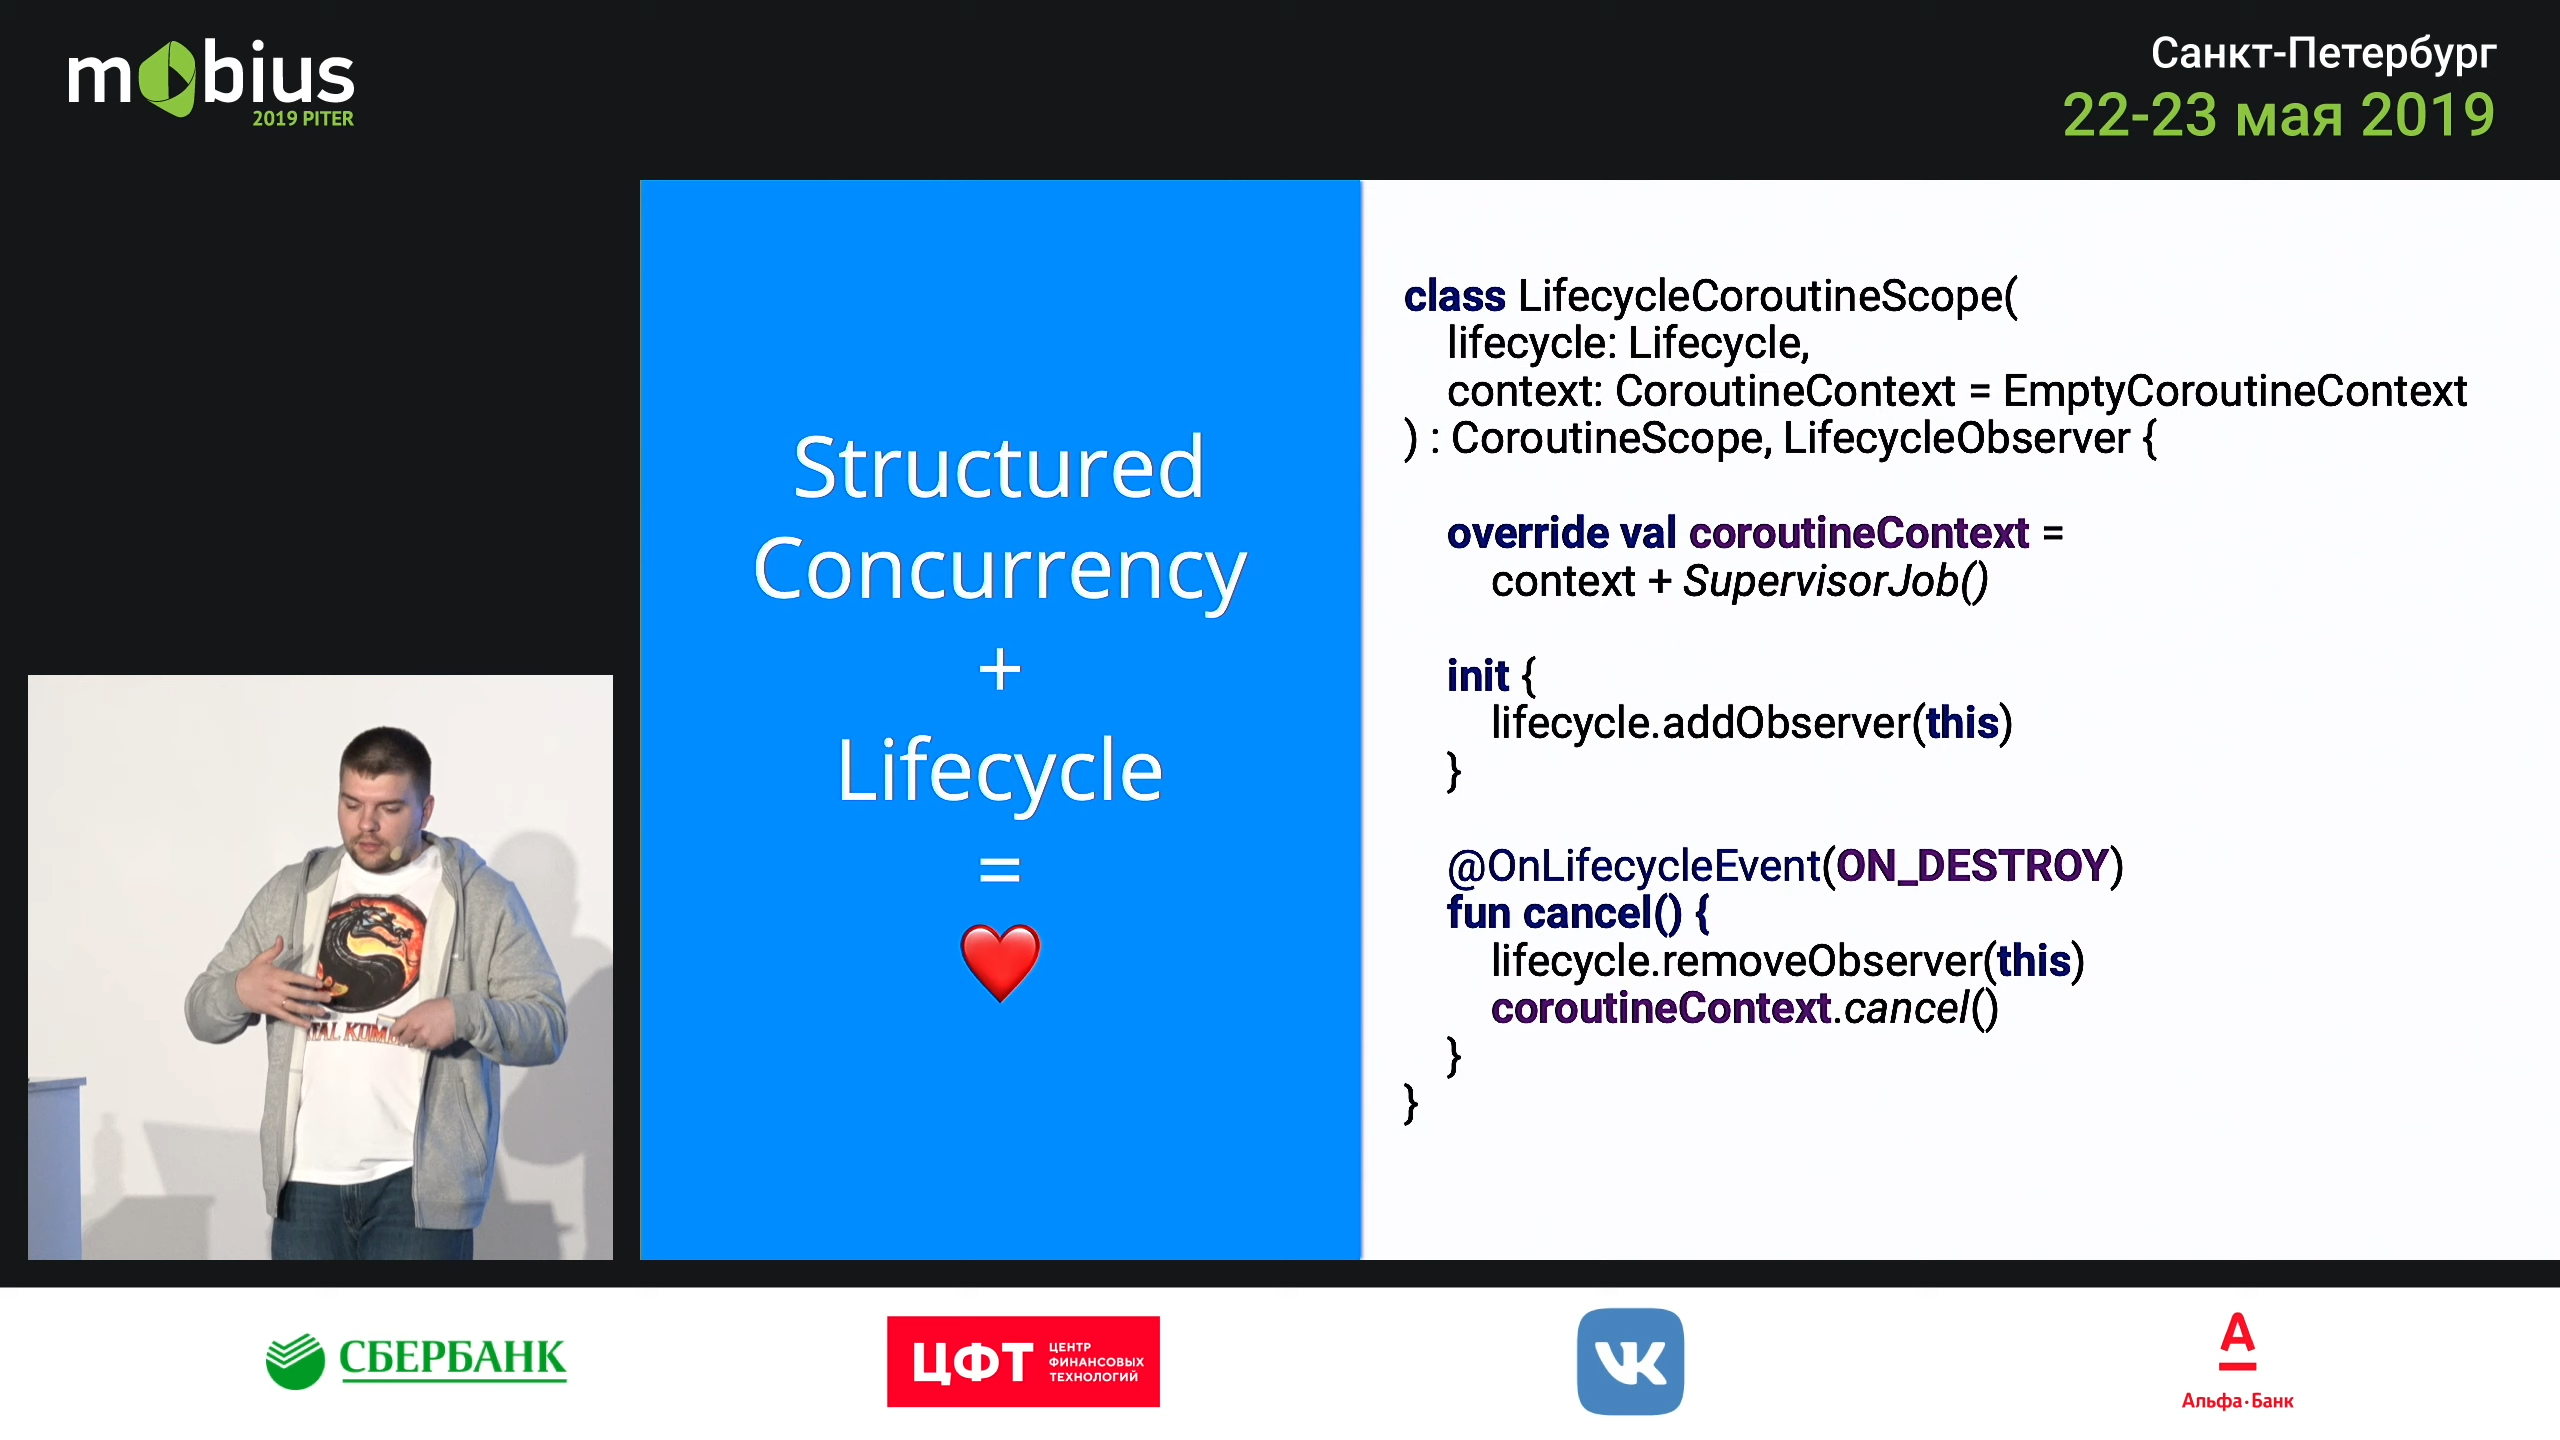 mobius
2019 PITER
Санкт-Петербург
22-23 мая 2019
Structured
Concurrency
+
Lifecycle
=
class LifecycleCoroutineScope(
lifecycle: Lifecycle,
context: CoroutineContext = EmptyCoroutineContext
) : CoroutineScope, LifecycleObserver {
override val coroutineContext =
context + SupervisorJob()
init {
lifecycle.addObserver(this)
}
@OnLifecycleEvent(ON_DESTROY)
fun cancel() {
lifecycle.removeObserver(this)
coroutineContext.cancel()
}
}
СБЕРБАНК
ЦФТ
ЦЕНТР
ФИНАНСОВЫХ
ТЕХНОЛОГИЙ
VK
А
Альфа·Банк